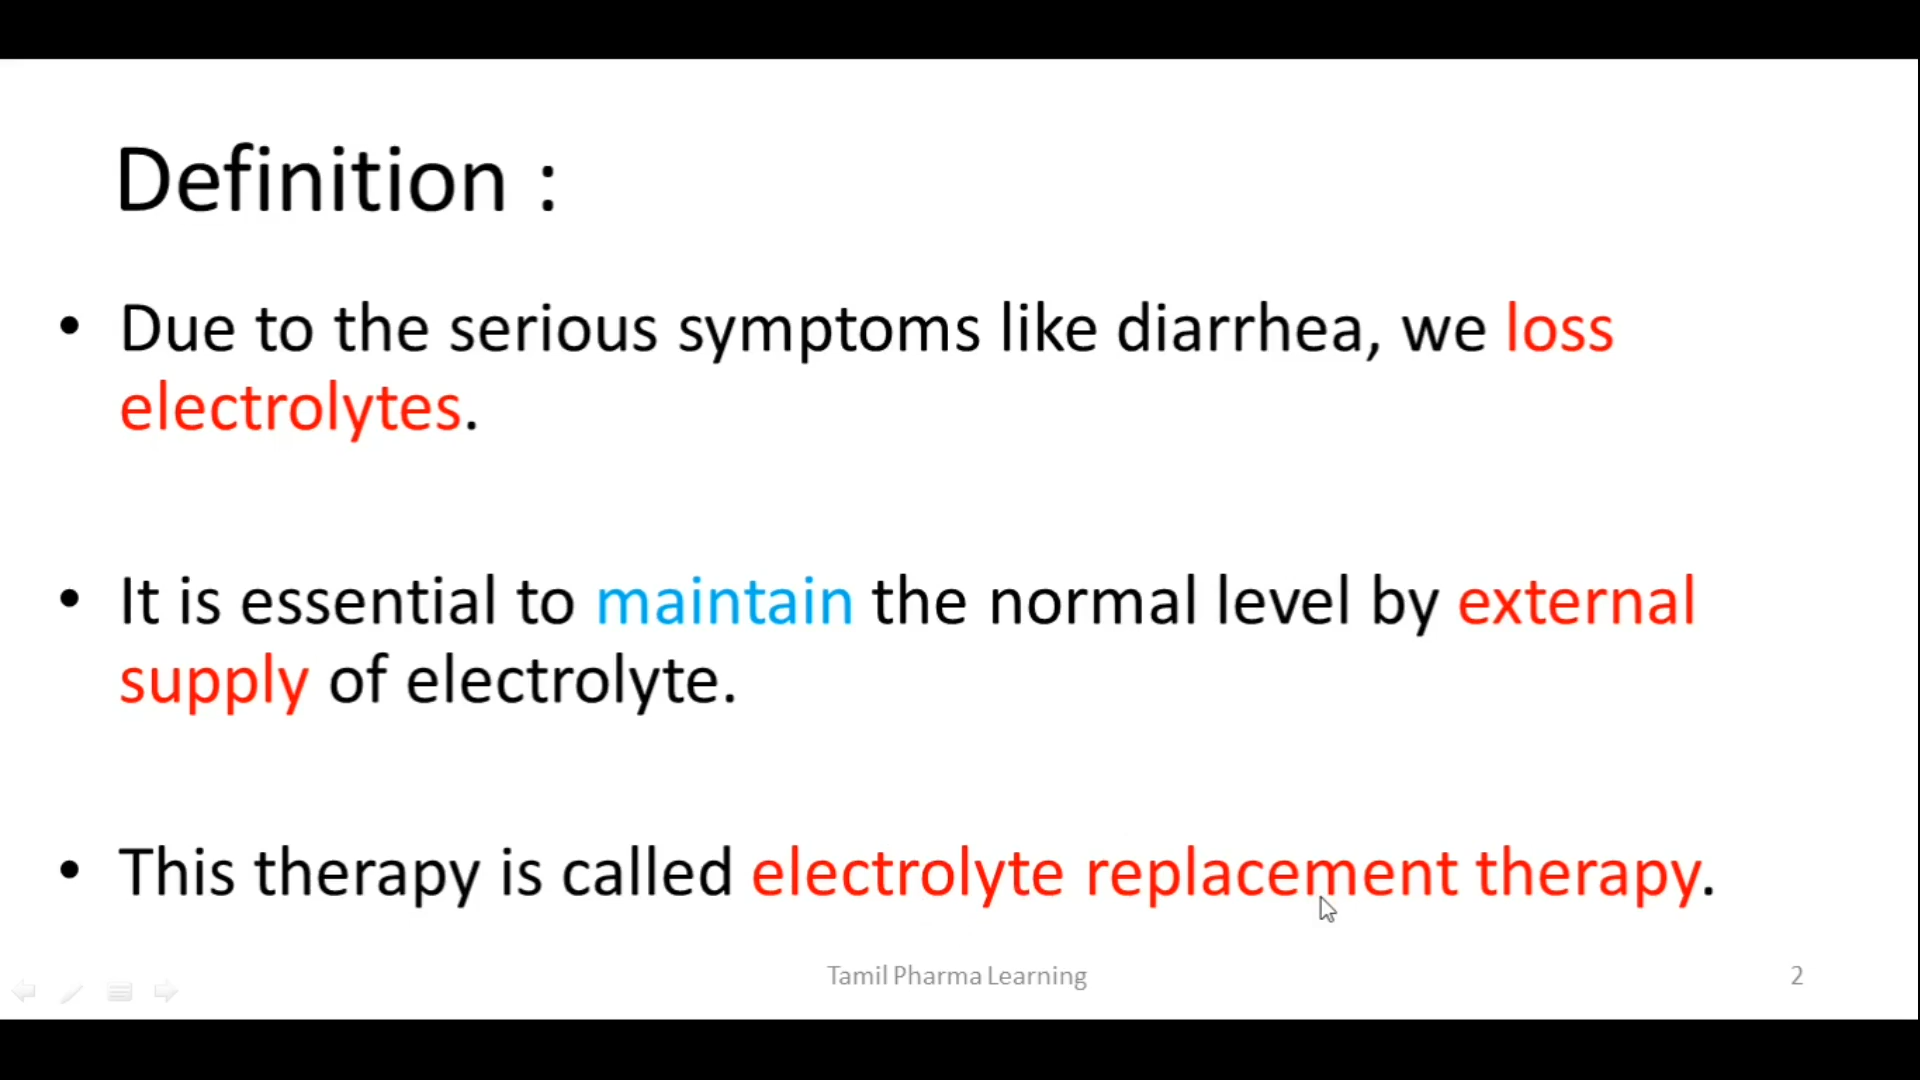 Definition :
• Due to the serious symptoms like diarrhea, we loss
electrolytes.
• It is essential to maintain the normal level by external
supply of electrolyte.
• This therapy is called electrolyte replacement therapy.
Tamil Pharma Learning
2